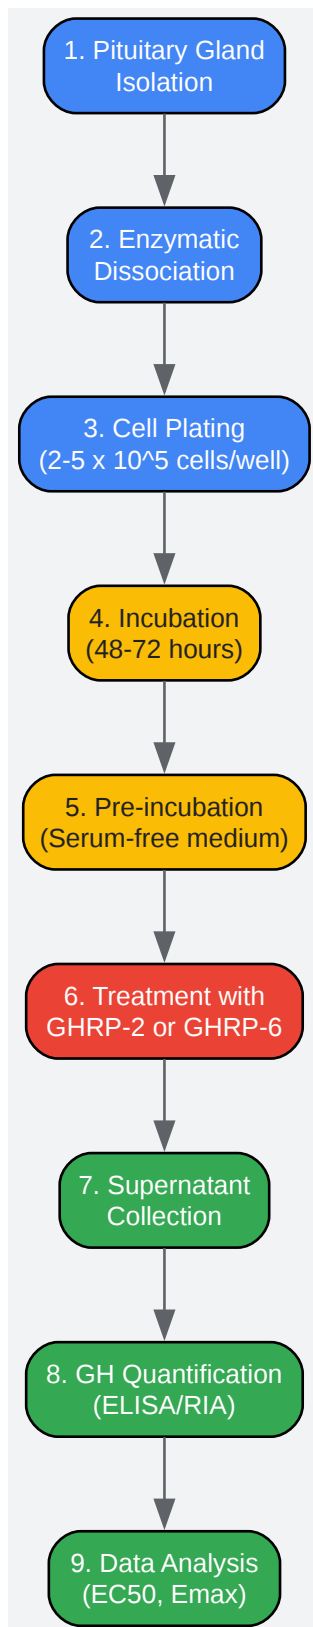 1. Pituitary Gland
Isolation
2. Enzymatic
Dissociation
3. Cell Plating
(2-5 x 10^5 cells/well)
4. Incubation
(48-72 hours)
5. Pre-incubation
(Serum-free medium)
6. Treatment with
GHRP-2 or GHRP-6
7. Supernatant
Collection
8. GH Quantification
(ELISA/RIA)
9. Data Analysis
(EC50, Emax)